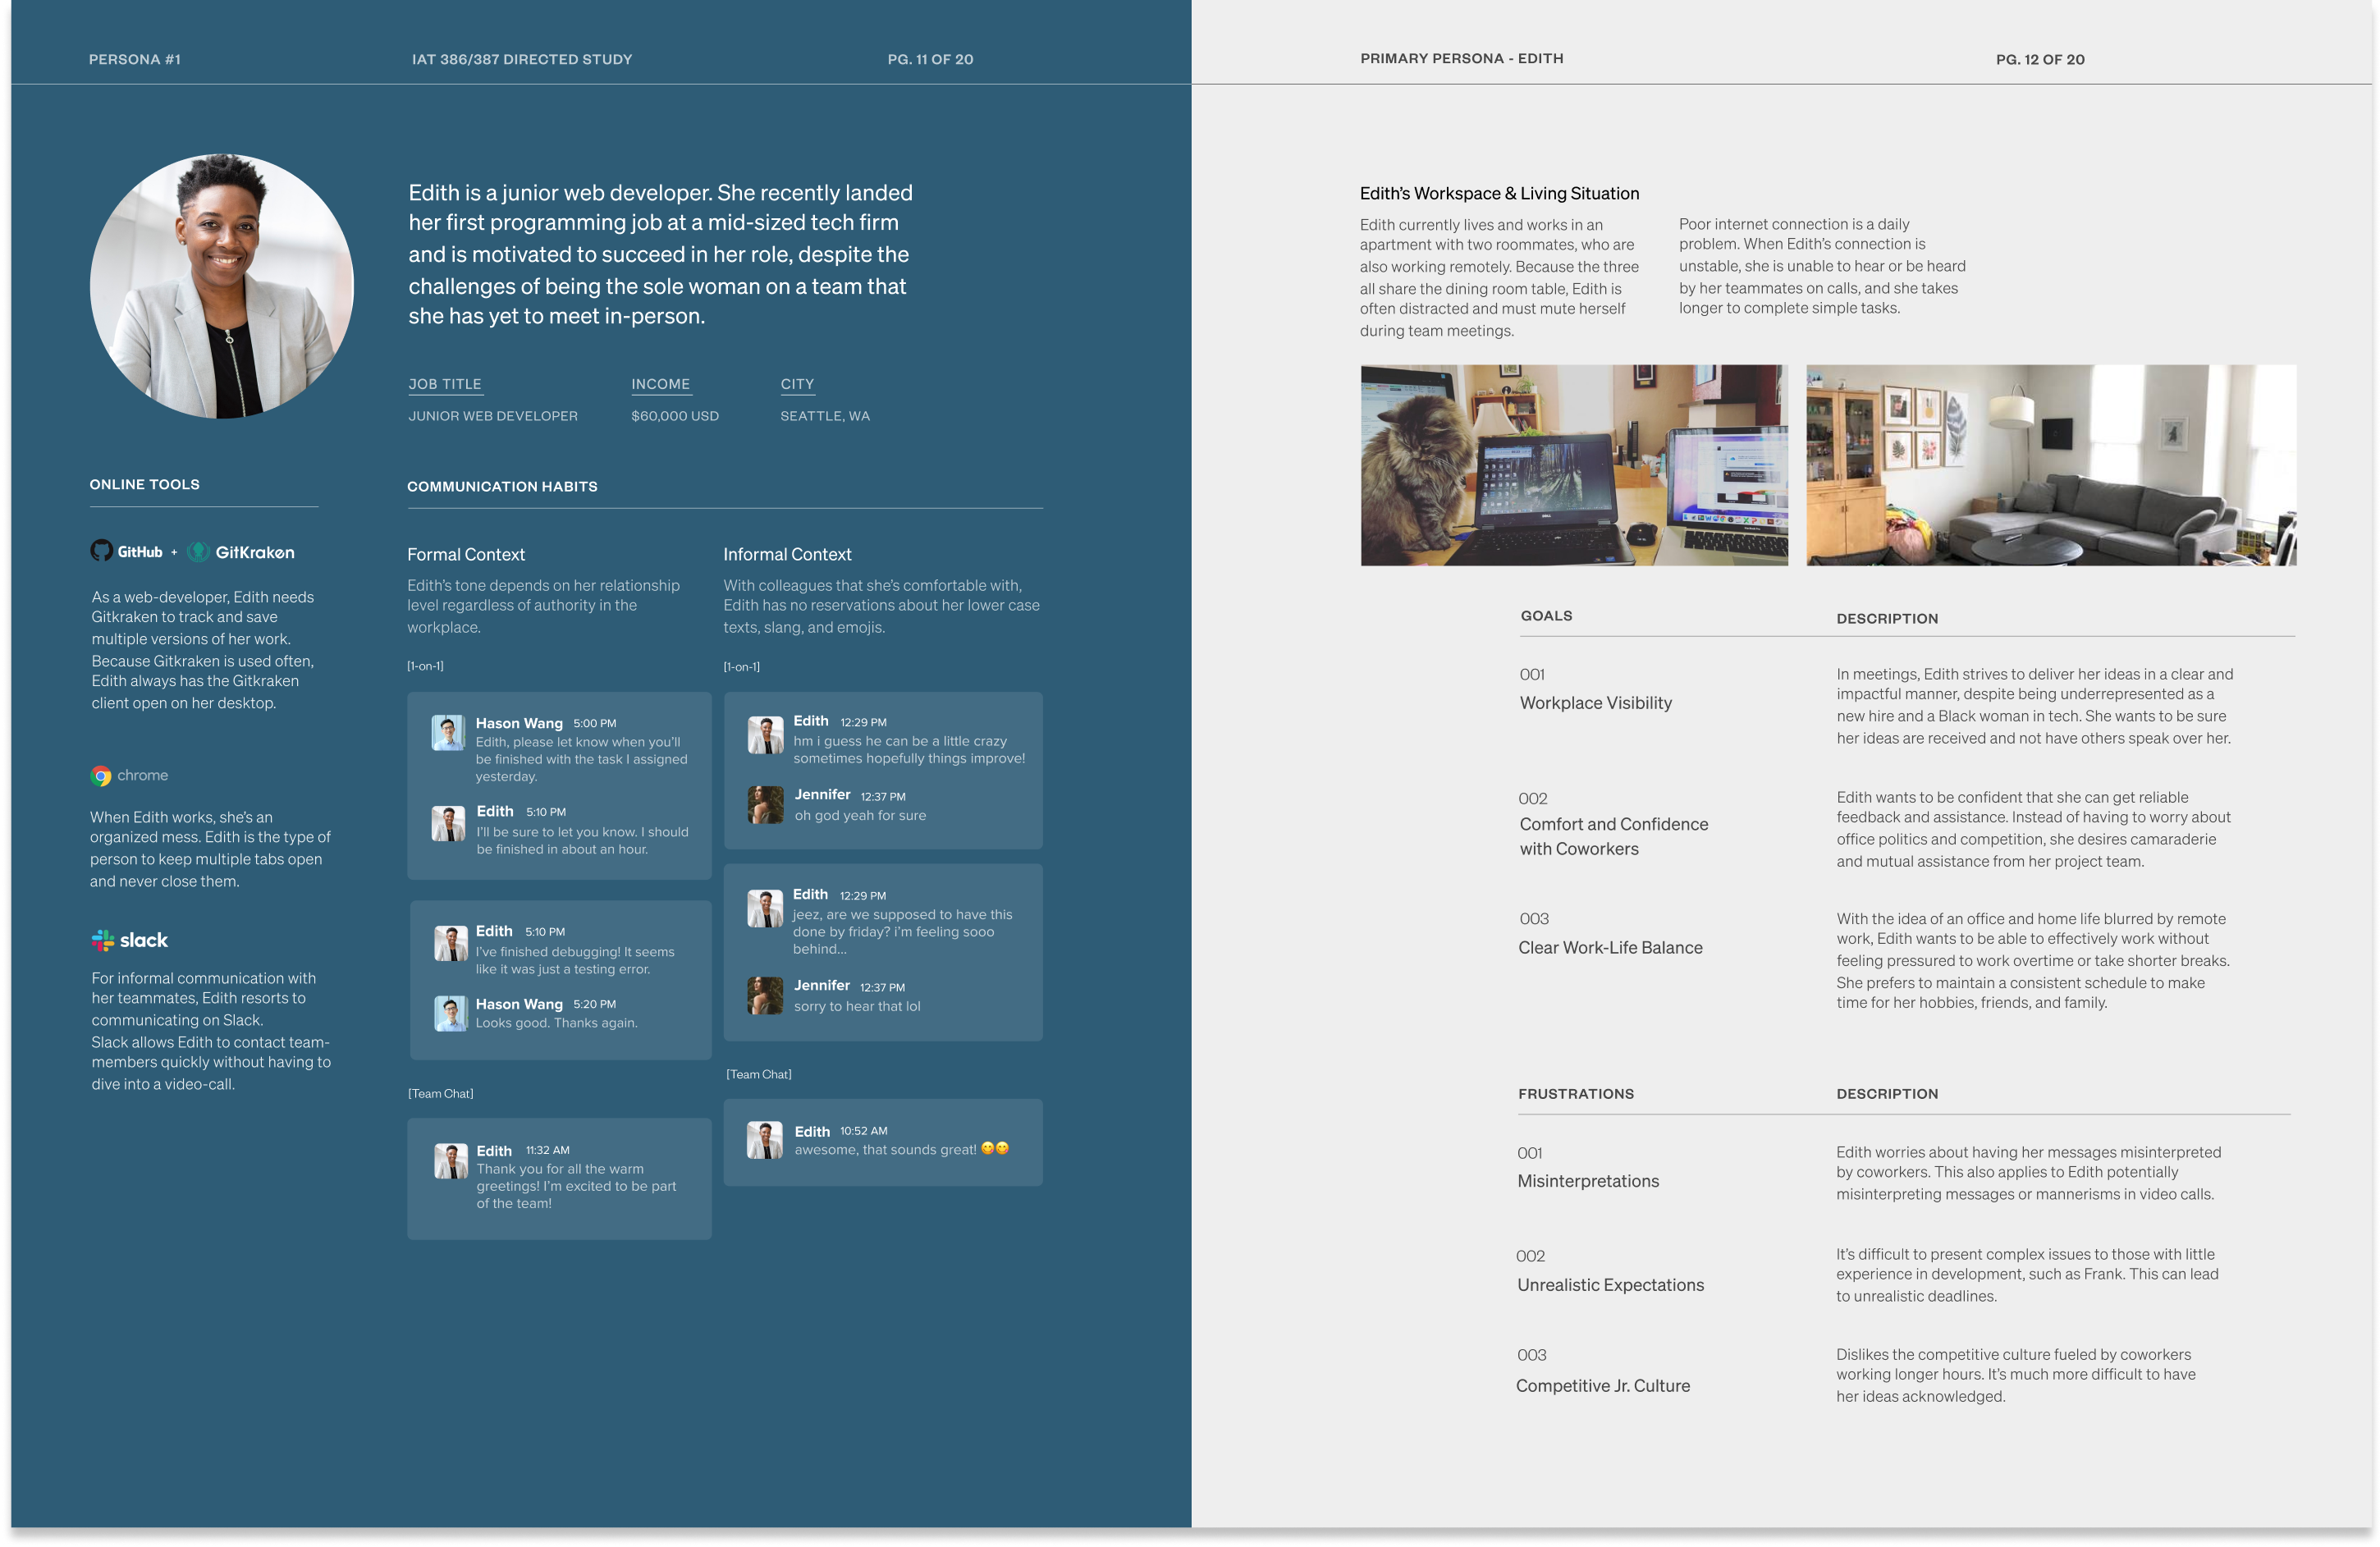 PERSONA #1
IAT 386/387 DIRECTED STUDY
PG. 11 OF 20
Edith is a junior web developer. She recently landed
her first programming job at a mid-sized tech firm
and is motivated to succeed in her role, despite the
challenges of being the sole woman on a team that
she has yet to meet in-person.
JOB TITLE
JUNIOR WEB DEVELOPER
INCOME
$60,000 USD
CITY
SEATTLE, WA
ONLINE TOOLS
GitHub + GitKraken
As a web-developer, Edith needs
Gitkraken to track and save
multiple versions of her work.
Because Gitkraken is used often,
Edith always has the Gitkraken
client open on her desktop.
chrome
When Edith works, she's an
organized mess. Edith is the type of
person to keep multiple tabs open
and never close them.
slack
For informal communication with
her teammates, Edith resorts to
communicating on Slack.
Slack allows Edith to contact team-
members quickly without having to
dive into a video-call.
COMMUNICATION HABITS
Formal Context
Edith's tone depends on her relationship
level regardless of authority in the
workplace.
[1-on-1]
Hason Wang 5:00 PM
Edith, please let know when you'll
be finished with the task I assigned
yesterday.
Edith 5:10 PM
I'll be sure to let you know. I should
be finished in about an hour.
Edith 5:10 PM
I've finished debugging! It seems
like it was just a testing error.
Hason Wang 5:20 PM
Looks good. Thanks again.
[Team Chat]
Edith 11:32 AM
Thank you for all the warm
greetings! I'm excited to be part
of the team!
Informal Context
With colleagues that she's comfortable with,
Edith has no reservations about her lower case
texts, slang, and emojis.
[1-on-1]
Edith 12:29 PM
hm i guess he can be a little crazy
sometimes hopefully things improve!
Jennifer 12:37 PM
oh god yeah for sure
Edith 12:29 PM
jeez, are we supposed to have this
done by friday? i'm feeling sooo
behind...
Jennifer 12:37 PM
sorry to hear that lol
[Team Chat]
Edith 10:52 AM
awesome, that sounds great! 😋😋
PRIMARY PERSONA - EDITH
PG. 12 OF 20
Edith's Workspace & Living Situation
Edith currently lives and works in an
apartment with two roommates, who are
also working remotely. Because the three
all share the dining room table, Edith is
often distracted and must mute herself
during team meetings.
Poor internet connection is a daily
problem. When Edith's connection is
unstable, she is unable to hear or be heard
by her teammates on calls, and she takes
longer to complete simple tasks.
DELL
GOALS
DESCRIPTION
001
Workplace Visibility
In meetings, Edith strives to deliver her ideas in a clear and
impactful manner, despite being underrepresented as a
new hire and a Black woman in tech. She wants to be sure
her ideas are received and not have others speak over her.
002
Comfort and Confidence
with Coworkers
Edith wants to be confident that she can get reliable
feedback and assistance. Instead of having to worry about
office politics and competition, she desires camaraderie
and mutual assistance from her project team.
003
Clear Work-Life Balance
With the idea of an office and home life blurred by remote
work, Edith wants to be able to effectively work without
feeling pressured to work overtime or take shorter breaks.
She prefers to maintain a consistent schedule to make
time for her hobbies, friends, and family.
FRUSTRATIONS
DESCRIPTION
001
Misinterpretations
Edith worries about having her messages misinterpreted
by coworkers. This also applies to Edith potentially
misinterpreting messages or mannerisms in video calls.
002
Unrealistic Expectations
It's difficult to present complex issues to those with little
experience in development, such as Frank. This can lead
to unrealistic deadlines.
003
Competitive Jr. Culture
Dislikes the competitive culture fueled by coworkers
working longer hours. It's much more difficult to have
her ideas acknowledged.